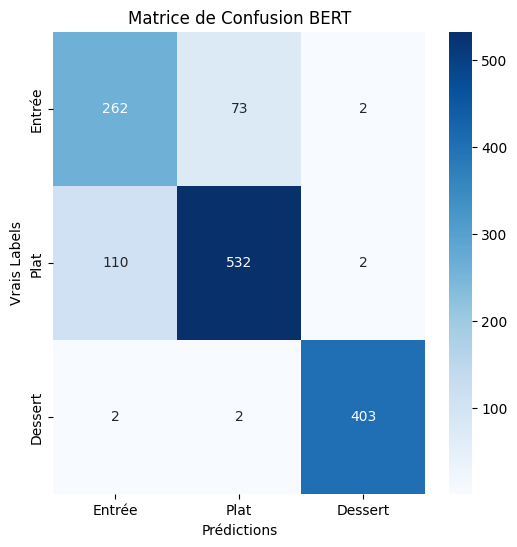 Matrice de Confusion BERT
Entrée
262
73
2
Plat
110
532
2
Dessert
2
2
403
Entrée
Plat
Dessert
Vrais Labels
Prédictions
500
400
300
200
100